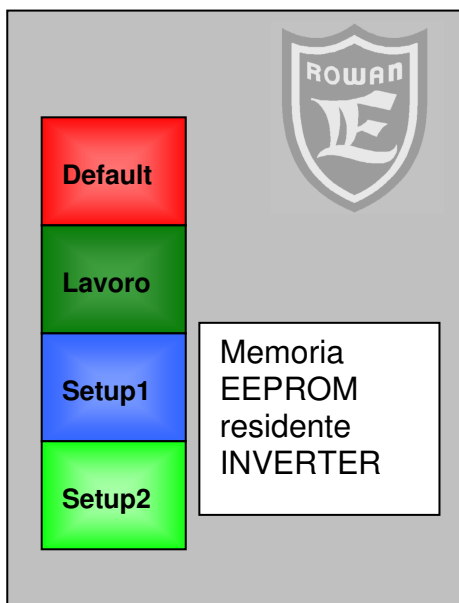 ROWAN
E
Default
Lavoro
Setup1
Setup2
Memoria
EEPROM
residente
INVERTER